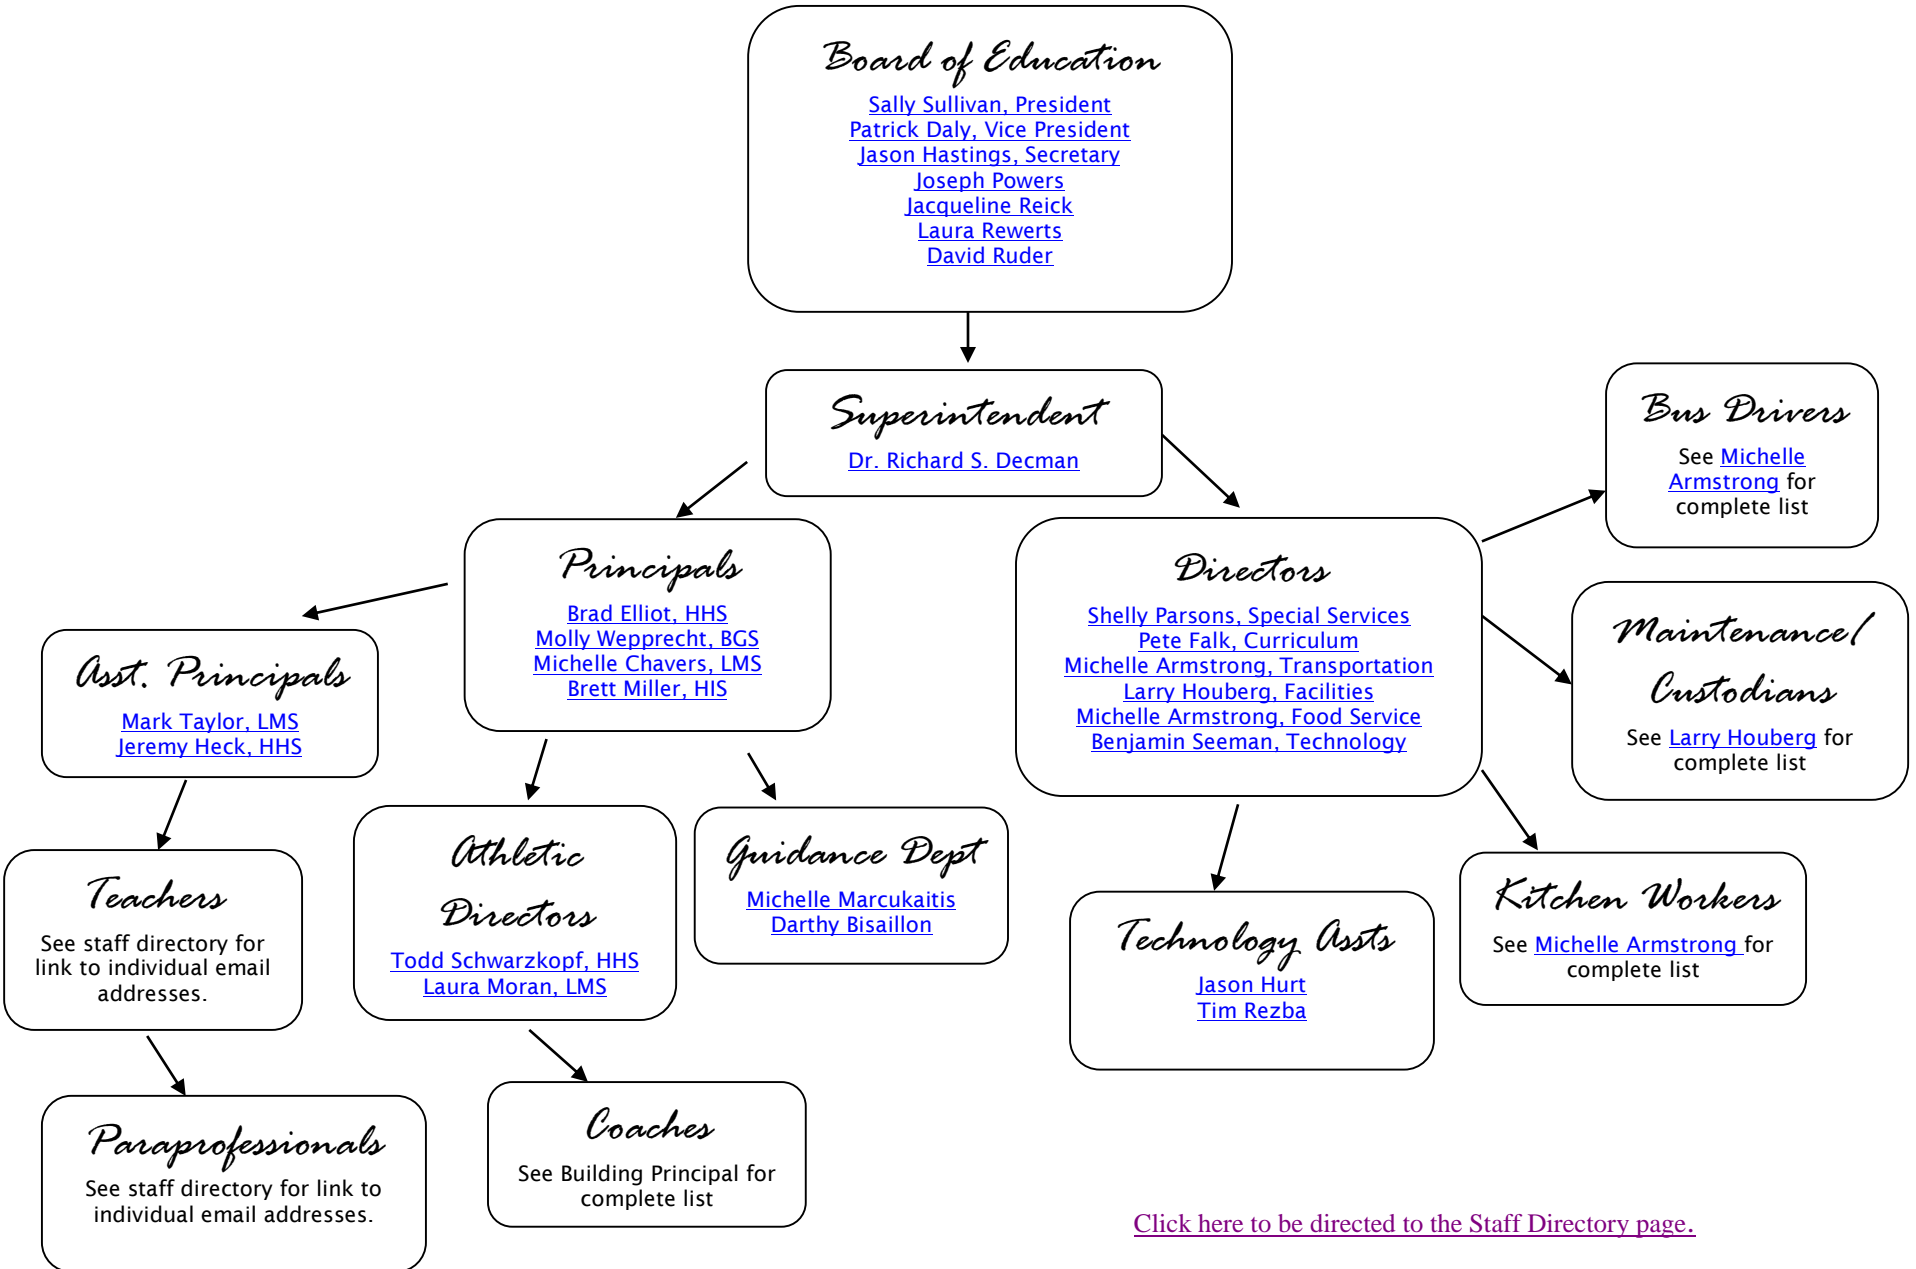 Board of Education
Sally Sullivan, President
Patrick Daly, Vice President
Jason Hastings, Secretary
Joseph Powers
Jacqueline Reick
Laura Rewerts
David Ruder
Superintendent
Dr. Richard S. Decman
Bus Drivers
See Michelle
Armstrong for
complete list
Principals
Brad Elliot, HHS
Molly Wepprecht, BGS
Michelle Chavers, LMS
Brett Miller, HIS
Directors
Shelly Parsons, Special Services
Pete Falk, Curriculum
Michelle Armstrong, Transportation
Larry Houberg, Facilities
Michelle Armstrong, Food Service
Benjamin Seeman, Technology
Maintenance/
Custodians
See Larry Houberg for
complete list
Asst. Principals
Mark Taylor, LMS
Jeremy Heck, HHS
Athletic
Directors
Todd Schwarzkopf, HHS
Laura Moran, LMS
Guidance Dept
Michelle Marcukaitis
Darthy Bisaillon
Teachers
See staff directory for
link to individual email
addresses.
Technology Assts
Jason Hurt
Tim Rezba
Kitchen Workers
See Michelle Armstrong for
complete list
Paraprofessionals
See staff directory for link to
individual email addresses.
Coaches
See Building Principal for
complete list
Click here to be directed to the Staff Directory page.